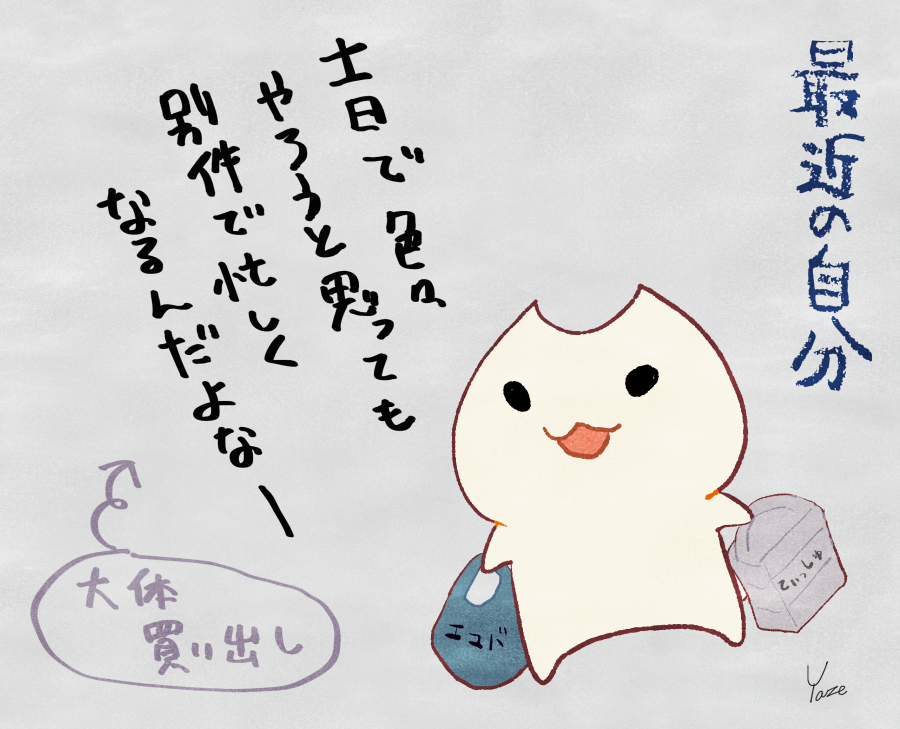 最近の自分
土日で色々
やろうと思っても
別件で忙しく
なるんだよなー
大体
買い出し
エコバ
てぃっしゅ
Yaze